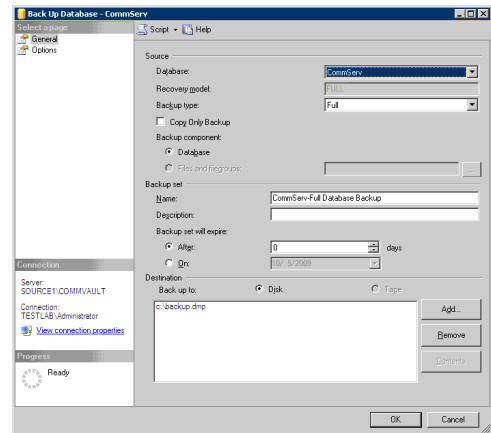 Back Up Database - CommServ
Select a page
General
Options
Script
Help
Source
Database:
CommServ
Recovery model:
FULL
Backup type:
Full
Copy Only Backup
Backup component:
Database
Files and filegroups:
...
Backup set
Name:
CommServ-Full Database Backup
Description:
Backup set will expire:
After:
0
days
On:
10/ 5/2009
Destination
Back up to:
Disk
Tape
c:\backup.dmp
Add...
Remove
Contents
Connection
Server:
SOURCE1\COMMVAULT
Connection:
TESTLAB\Administrator
View connection properties
Progress
Ready
OK
Cancel